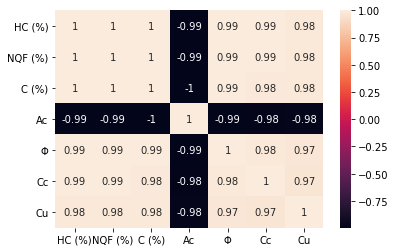 HC (%) 1 1 1 -0.99 0.99 0.99 0.98
NQF (%) 1 1 1 -0.99 0.99 0.99 0.98
C (%) 1 1 1 -1 0.99 0.98 0.98
Ac -0.99 -0.99 -1 1 -0.99 -0.98 -0.98
Φ 0.99 0.99 0.99 -0.99 1 0.98 0.97
Cc 0.99 0.99 0.98 -0.98 0.98 1 0.97
Cu 0.98 0.98 0.98 -0.98 0.97 0.97 1
HC (%) NQF (%) C (%) Ac Φ Cc Cu
1.00
0.75
0.50
0.25
0.00
−0.25
−0.50
−0.75